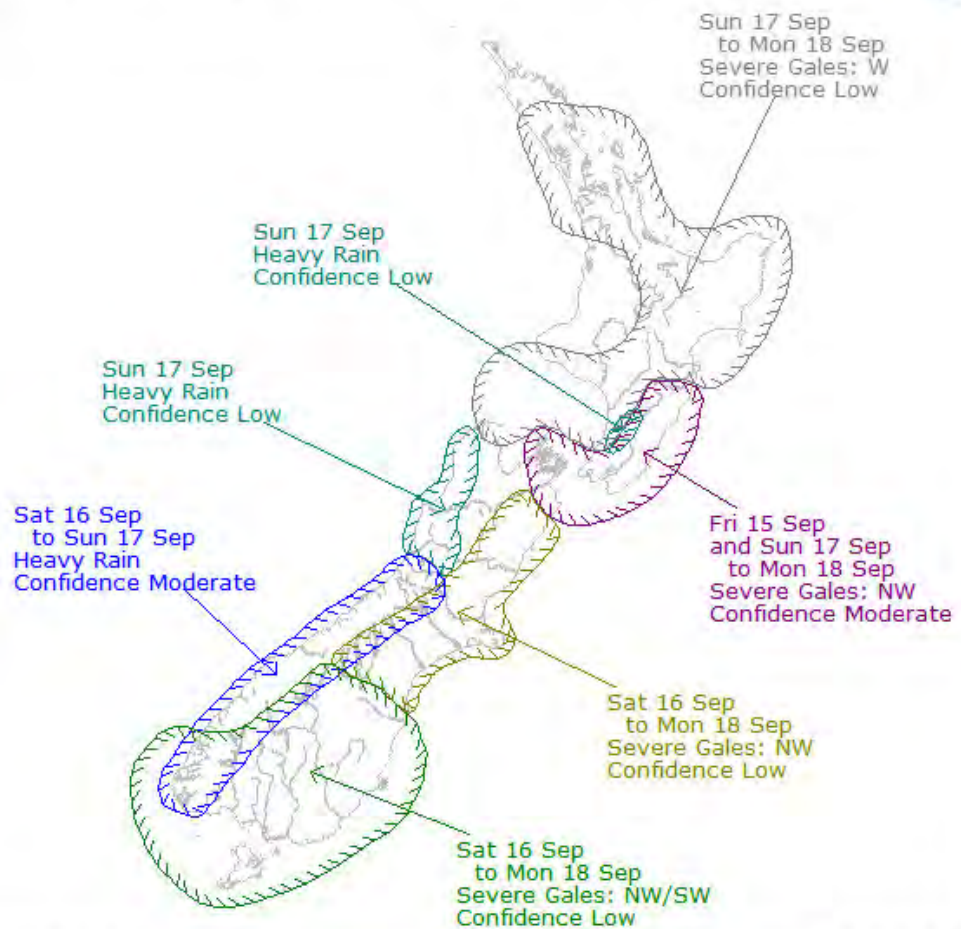 Sun 17 Sep
to Mon 18 Sep
Severe Gales: W
Confidence Low
Sun 17 Sep
Heavy Rain
Confidence Low
Sun 17 Sep
Heavy Rain
Confidence Low
Sat 16 Sep
to Sun 17 Sep
Heavy Rain
Confidence Moderate
Fri 15 Sep
and Sun 17 Sep
to Mon 18 Sep
Severe Gales: NW
Confidence Moderate
Sat 16 Sep
to Mon 18 Sep
Severe Gales: NW
Confidence Low
Sat 16 Sep
to Mon 18 Sep
Severe Gales: NW/SW
Confidence Low